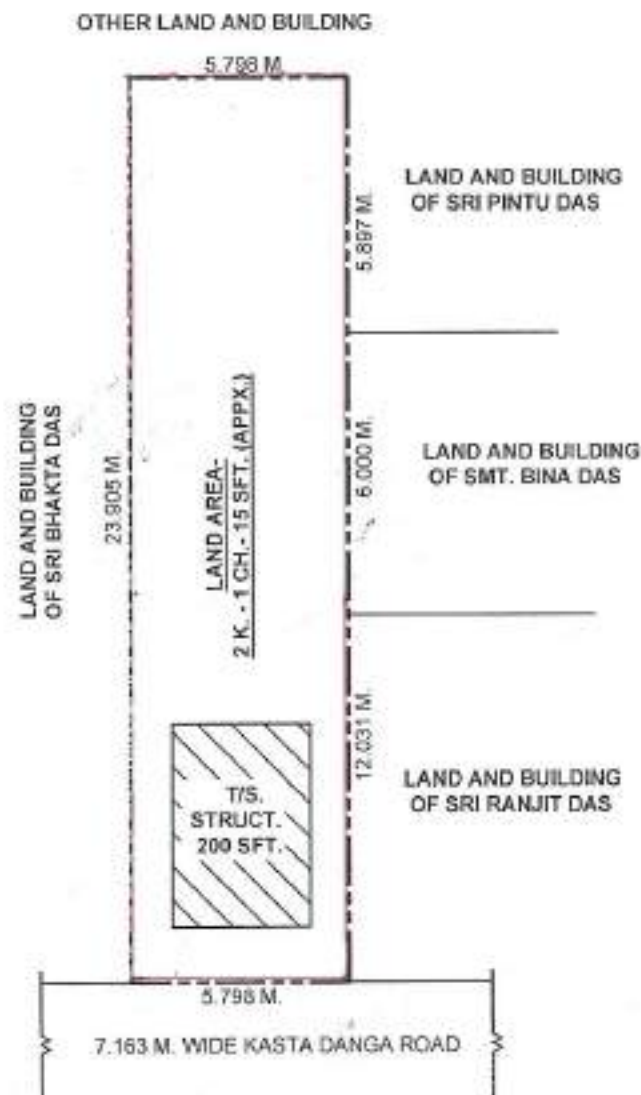 OTHER LAND AND BUILDING
5.798 M.
LAND AND BUILDING
OF SRI PINTU DAS
5.897 M.
LAND AND BUILDING
OF SRI BHAKTA DAS
23.905 M.
LAND AREA-
2 K. - 1 CH.- 15 SFT. (APPX.)
6.000 M.
LAND AND BUILDING
OF SMT. BINA DAS
12.031 M.
LAND AND BUILDING
OF SRI RANJIT DAS
T/S.
STRUCT.
200 SFT.
5.798 M.
7.163 M. WIDE KASTA DANGA ROAD